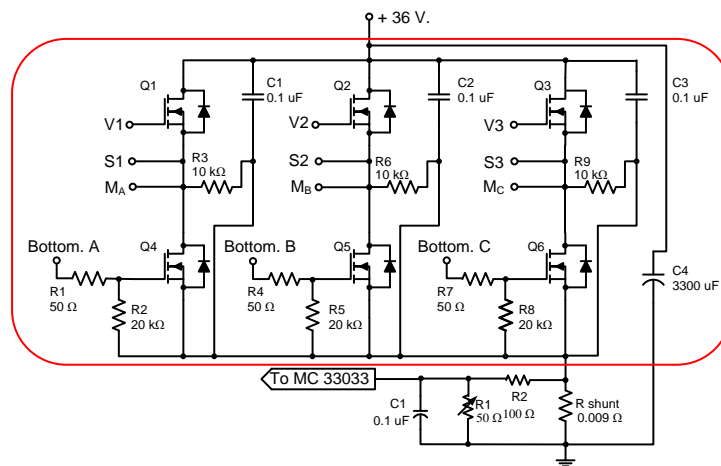 + 36 V.
Q1
C1
0.1 uF
Q2
C2
0.1 uF
Q3
C3
0.1 uF
V1
V2
V3
S1
R3
10 kΩ
S2
R6
10 kΩ
S3
R9
10 kΩ
MA
MB
MC
Bottom. A
Q4
Bottom. B
Q5
Bottom. C
Q6
R1
50 Ω
R2
20 kΩ
R4
50 Ω
R5
20 kΩ
R7
50 Ω
R8
20 kΩ
C4
3300 uF
To MC 33033
C1
0.1 uF
R1
50 Ω
R2
100 Ω
R shunt
0.009 Ω